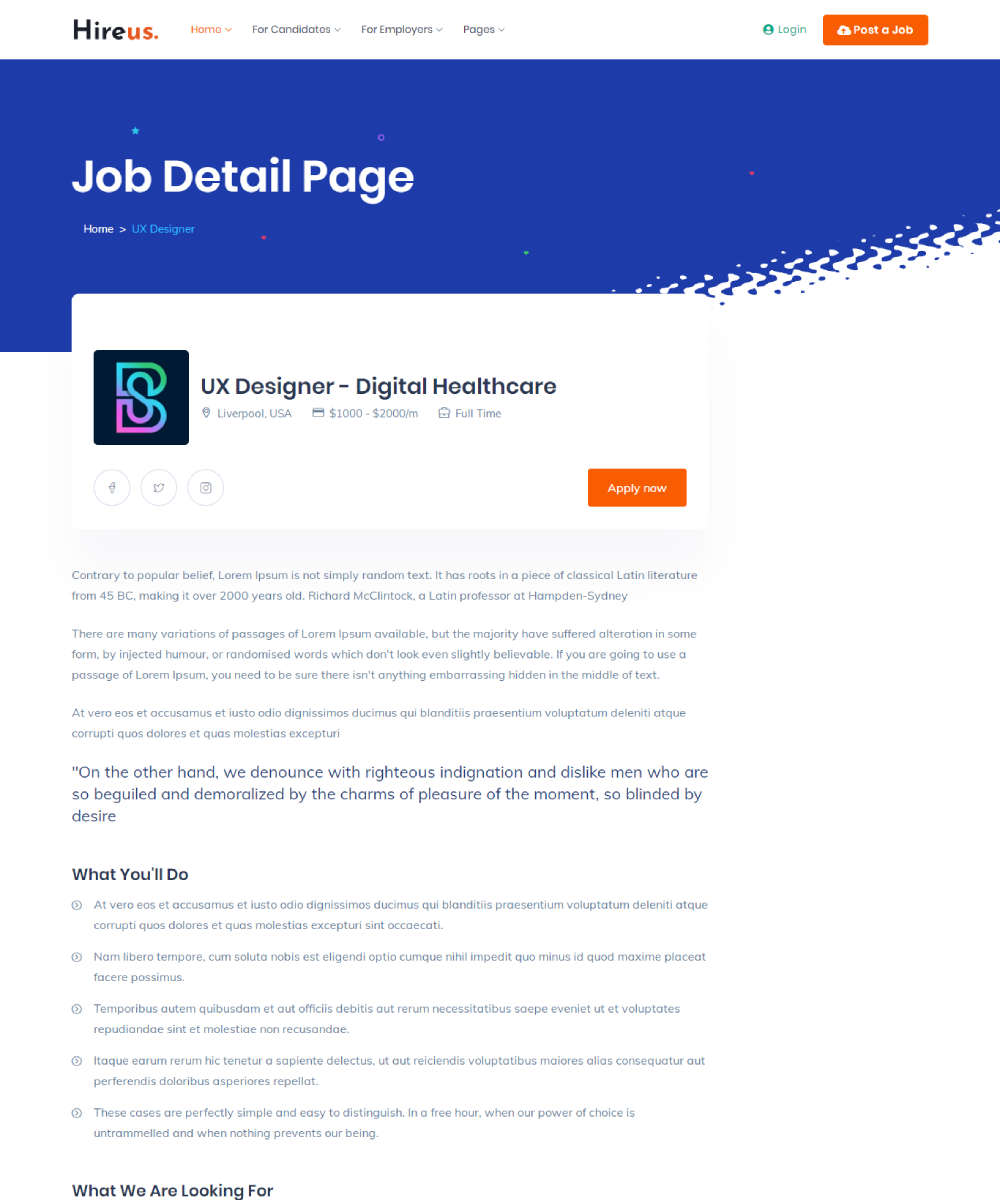 Hireus.
Home
For Candidates
For Employers
Pages
Login
Post a Job
Job Detail Page
Home > UX Designer
UX Designer - Digital Healthcare
Liverpool, USA
$1000 - $2000/m
Full Time
Apply now
Contrary to popular belief, Lorem Ipsum is not simply random text. It has roots in a piece of classical Latin literature
from 45 BC, making it over 2000 years old. Richard McClintock, a Latin professor at Hampden-Sydney
There are many variations of passages of Lorem Ipsum available, but the majority have suffered alteration in some
form, by injected humour, or randomised words which don't look even slightly believable. If you are going to use a
passage of Lorem Ipsum, you need to be sure there isn't anything embarrassing hidden in the middle of text.
At vero eos et accusamus et iusto odio dignissimos ducimus qui blanditiis praesentium voluptatum deleniti atque
corrupti quos dolores et quas molestias excepturi
"On the other hand, we denounce with righteous indignation and dislike men who are
so beguiled and demoralized by the charms of pleasure of the moment, so blinded by
desire
What You'll Do
At vero eos et accusamus et iusto odio dignissimos ducimus qui blanditiis praesentium voluptatum deleniti atque
corrupti quos dolores et quas molestias excepturi sint occaecati.
Nam libero tempore, cum soluta nobis est eligendi optio cumque nihil impedit quo minus id quod maxime placeat
facere possimus.
Temporibus autem quibusdam et aut officiis debitis aut rerum necessitatibus saepe eveniet ut et voluptates
repudiandae sint et molestiae non recusandae.
Itaque earum rerum hic tenetur a sapiente delectus, ut aut reiciendis voluptatibus maiores alias consequatur aut
perferendis doloribus asperiores repellat.
These cases are perfectly simple and easy to distinguish. In a free hour, when our power of choice is
untrammelled and when nothing prevents our being.
What We Are Looking For